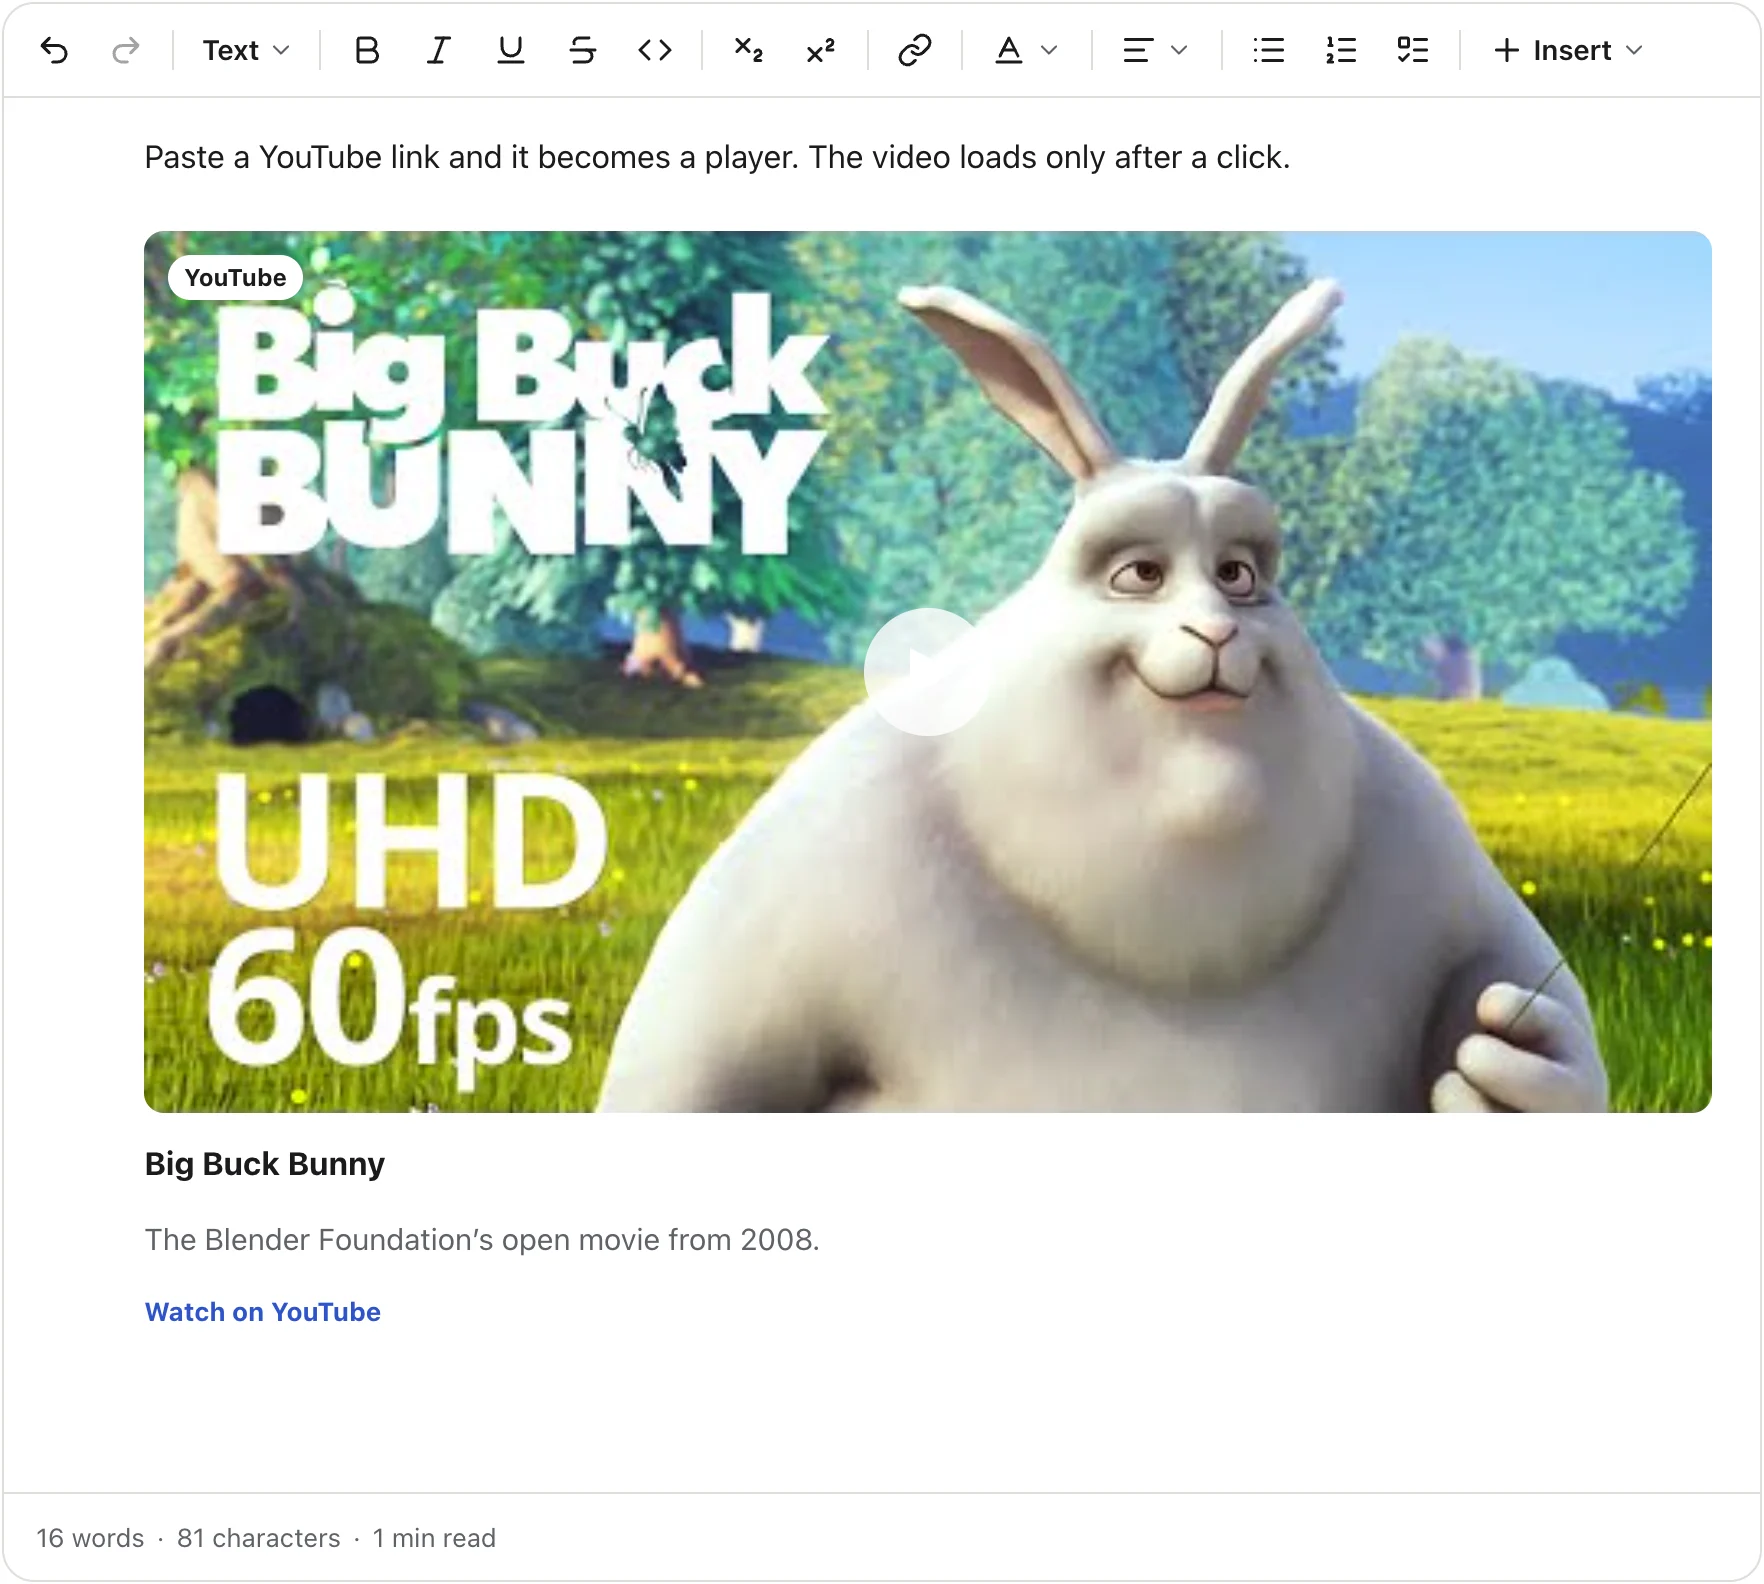 Text
B I U S <> x₂ x² A
+ Insert
Paste a YouTube link and it becomes a player. The video loads only after a click.
YouTube
Big Buck
BUNNY
UHD
60fps
Big Buck Bunny
The Blender Foundation’s open movie from 2008.
Watch on YouTube
16 words · 81 characters · 1 min read